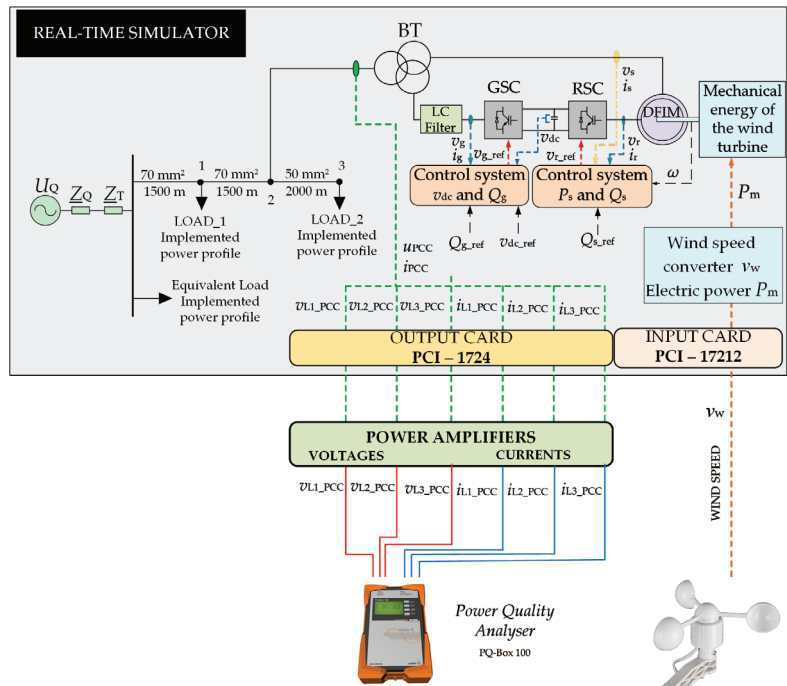 REAL-TIME SIMULATOR
BT
GSC
RSC
LC
Filter
DFIM
Mechanical
energy of
the wind
turbine
vs
is
vdc
vg
ig
vg_ref
vr_ref
vr
ir
Control system
vdc and Qg
Control system
Ps and Qs
ω
Pm
Qg_ref
vdc_ref
Qs_ref
UQ
ZQ
ZT
70 mm²
1500 m
1
70 mm²
1500 m
2
50 mm²
2000 m
3
LOAD_1
Implemented
power profile
LOAD_2
Implemented
power profile
Equivalent Load
Implemented
power profile
uPCC
iPCC
Wind speed
converter vw
Electric power Pm
vL1_PCC vL2_PCC vL3_PCC iL1_PCC iL2_PCC iL3_PCC
OUTPUT CARD
PCI – 1724
INPUT CARD
PCI – 17212
vw
WIND SPEED
POWER AMPLIFIERS
VOLTAGES CURRENTS
vL1_PCC vL2_PCC vL3_PCC iL1_PCC iL2_PCC iL3_PCC
Power Quality
Analyser
PQ-Box 100